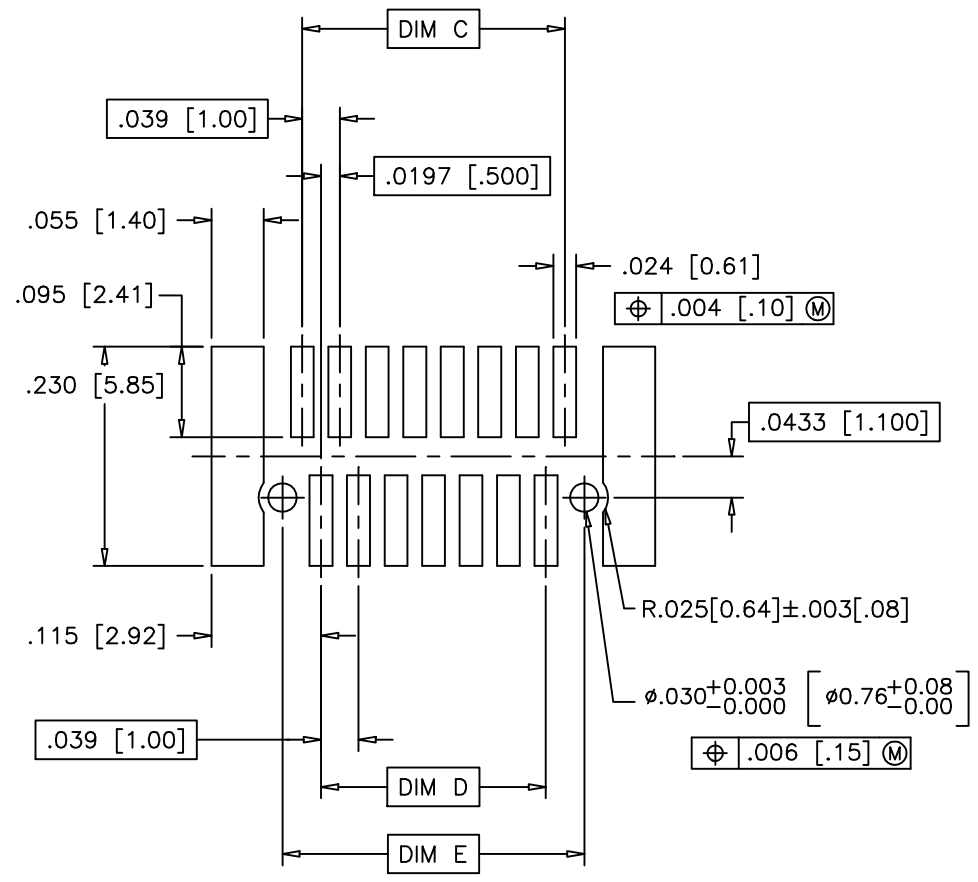 DIM C
.039 [1.00]
.0197 [.500]
.055 [1.40]
.024 [0.61]
.095 [2.41]
⌖ .004 [.10] Ⓜ
.230 [5.85]
.0433 [1.100]
R.025[0.64]±.003[.08]
.115 [2.92]
ø.030+0.003 -0.000 [ø0.76+0.08 -0.00]
.039 [1.00]
⌖ .006 [.15] Ⓜ
DIM D
DIM E